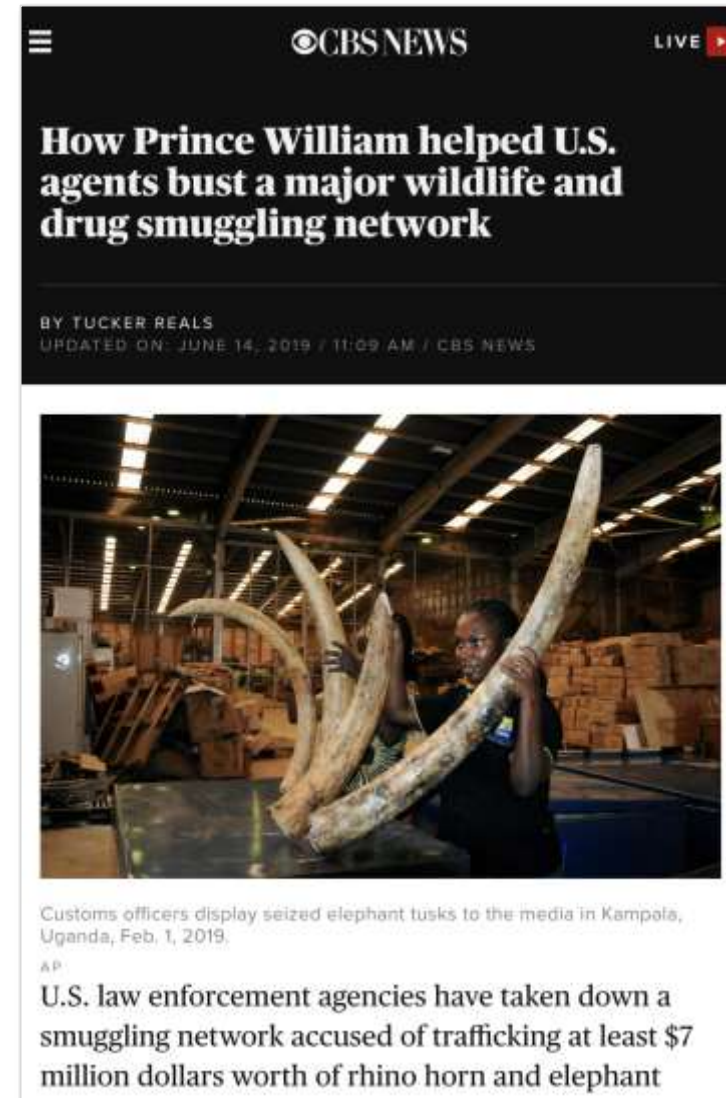 CBS NEWS
LIVE
How Prince William helped U.S.
agents bust a major wildlife and
drug smuggling network
BY TUCKER REALS
UPDATED ON: JUNE 14, 2019 / 11:09 AM / CBS NEWS
Customs officers display seized elephant tusks to the media in Kampala,
Uganda, Feb. 1, 2019.
AP
U.S. law enforcement agencies have taken down a
smuggling network accused of trafficking at least $7
million dollars worth of rhino horn and elephant